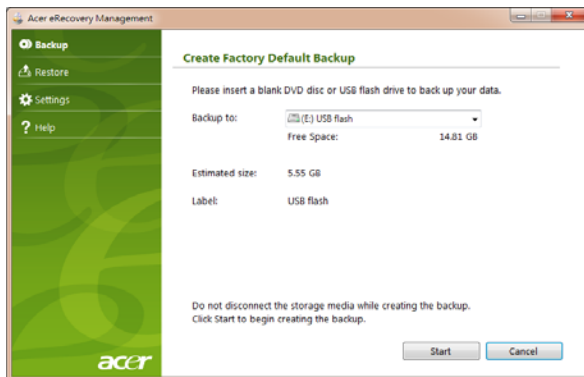 Acer eRecovery Management
Backup
Restore
Settings
? Help
Create Factory Default Backup
Please insert a blank DVD disc or USB flash drive to back up your data.
Backup to: (E:) USB flash
Free Space: 14.81 GB
Estimated size: 5.55 GB
Label: USB flash
Do not disconnect the storage media while creating the backup.
Click Start to begin creating the backup.
Start Cancel
acer